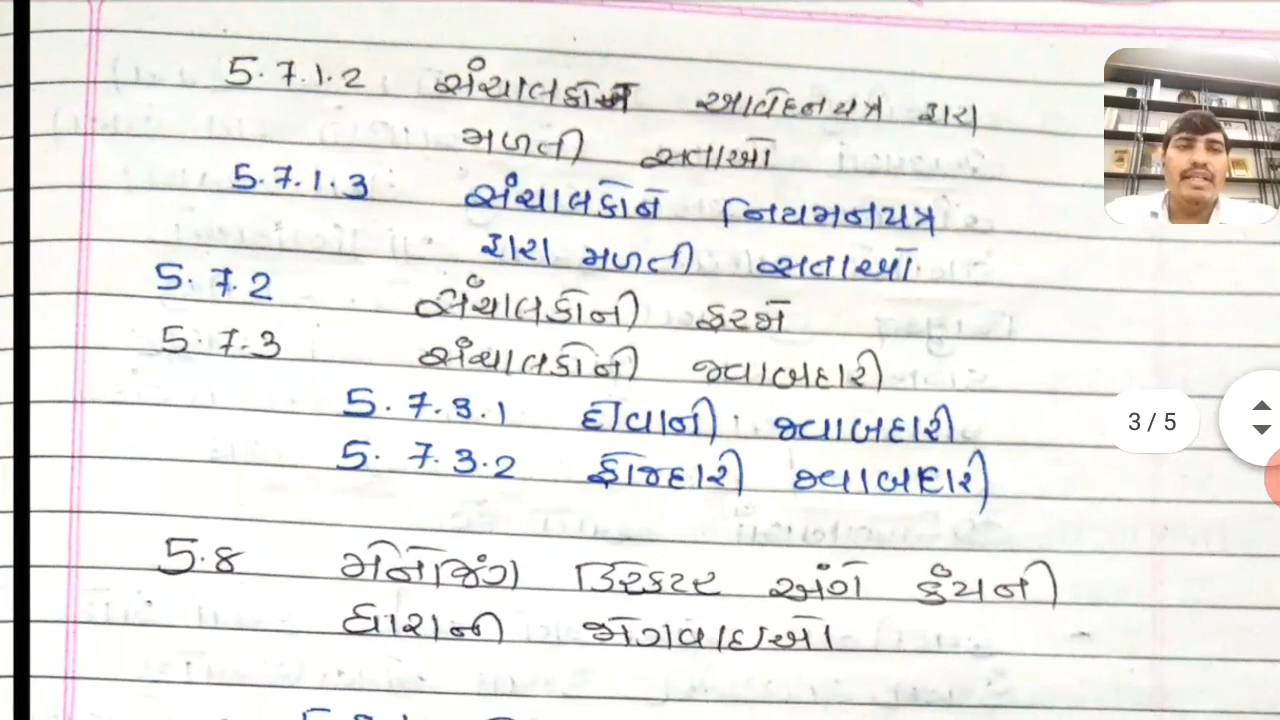 5.7.1.2 સંચાલકોને આવેદનપત્ર દ્વારા
મળતી સતાઓ
5.7.1.3 સંચાલકોને નિયમનપત્ર
દ્વારા મળતી સતાઓ
5.7.2 સંચાલકોની ફરજો
5.7.3 સંચાલકોની જવાબદારી
5.7.3.1 દીવાની જવાબદારી
5.7.3.2 ફોજદારી જવાબદારી
3 / 5
5.8 મેનેજિંગ ડિરેકટર અંગે કંપની
ધારાની જોગવાઇઓ